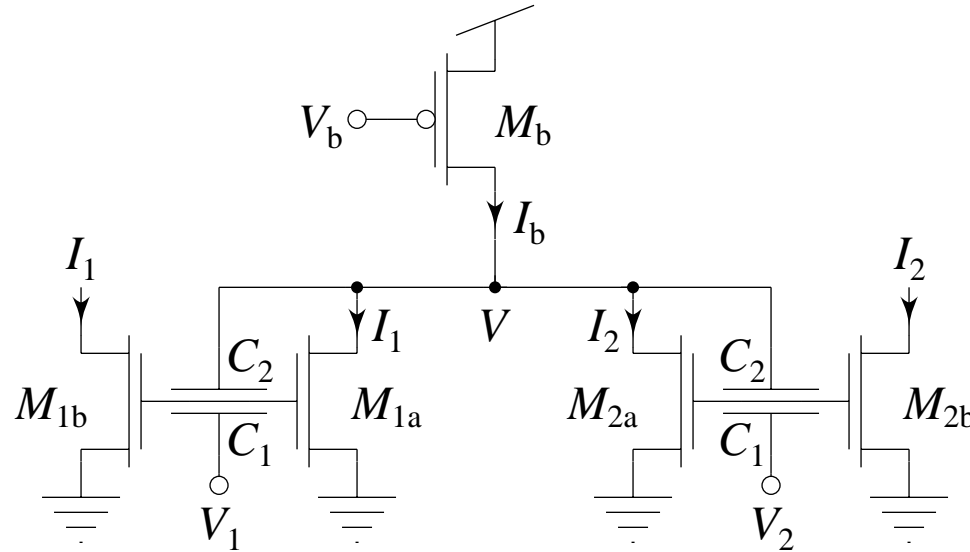 V_b
M_b
I_b
I_1
I_2
I_1
V
I_2
C_2
C_2
M_1b
M_1a
M_2a
M_2b
C_1
C_1
V_1
V_2